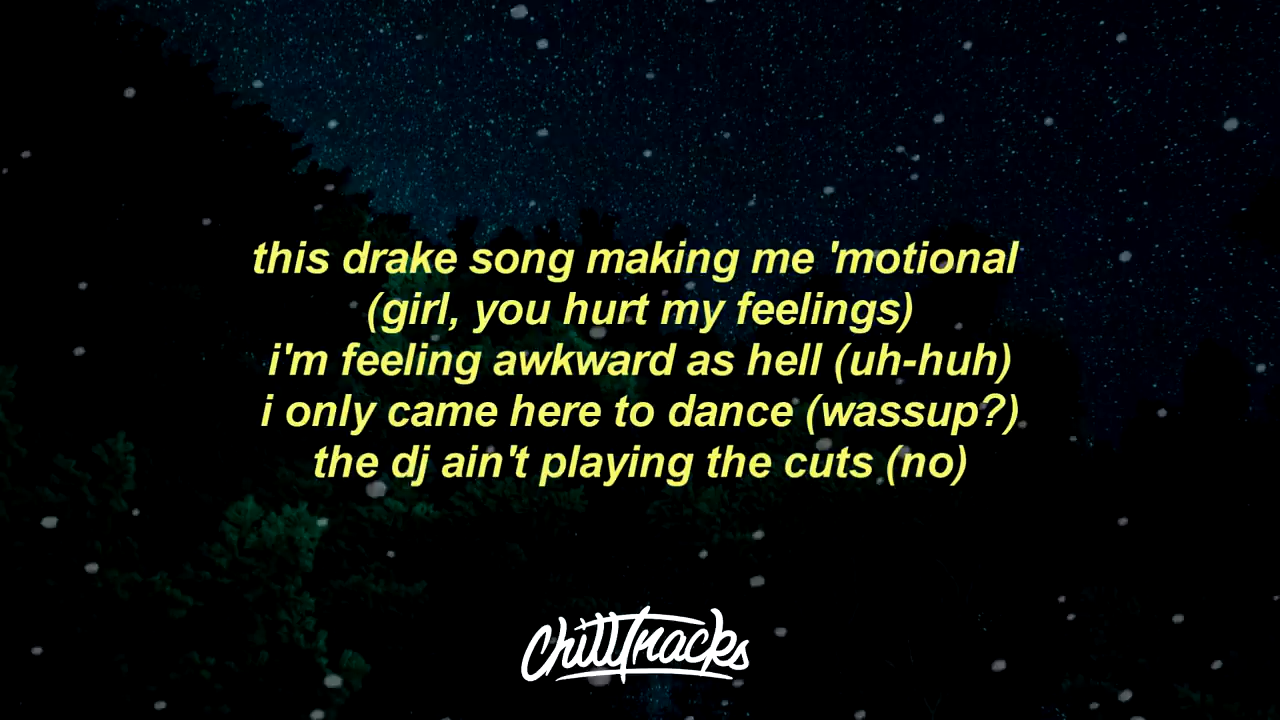 this drake song making me 'motional
(girl, you hurt my feelings)
i'm feeling awkward as hell (uh-huh)
i only came here to dance (wassup?)
the dj ain't playing the cuts (no)
ChillTracks